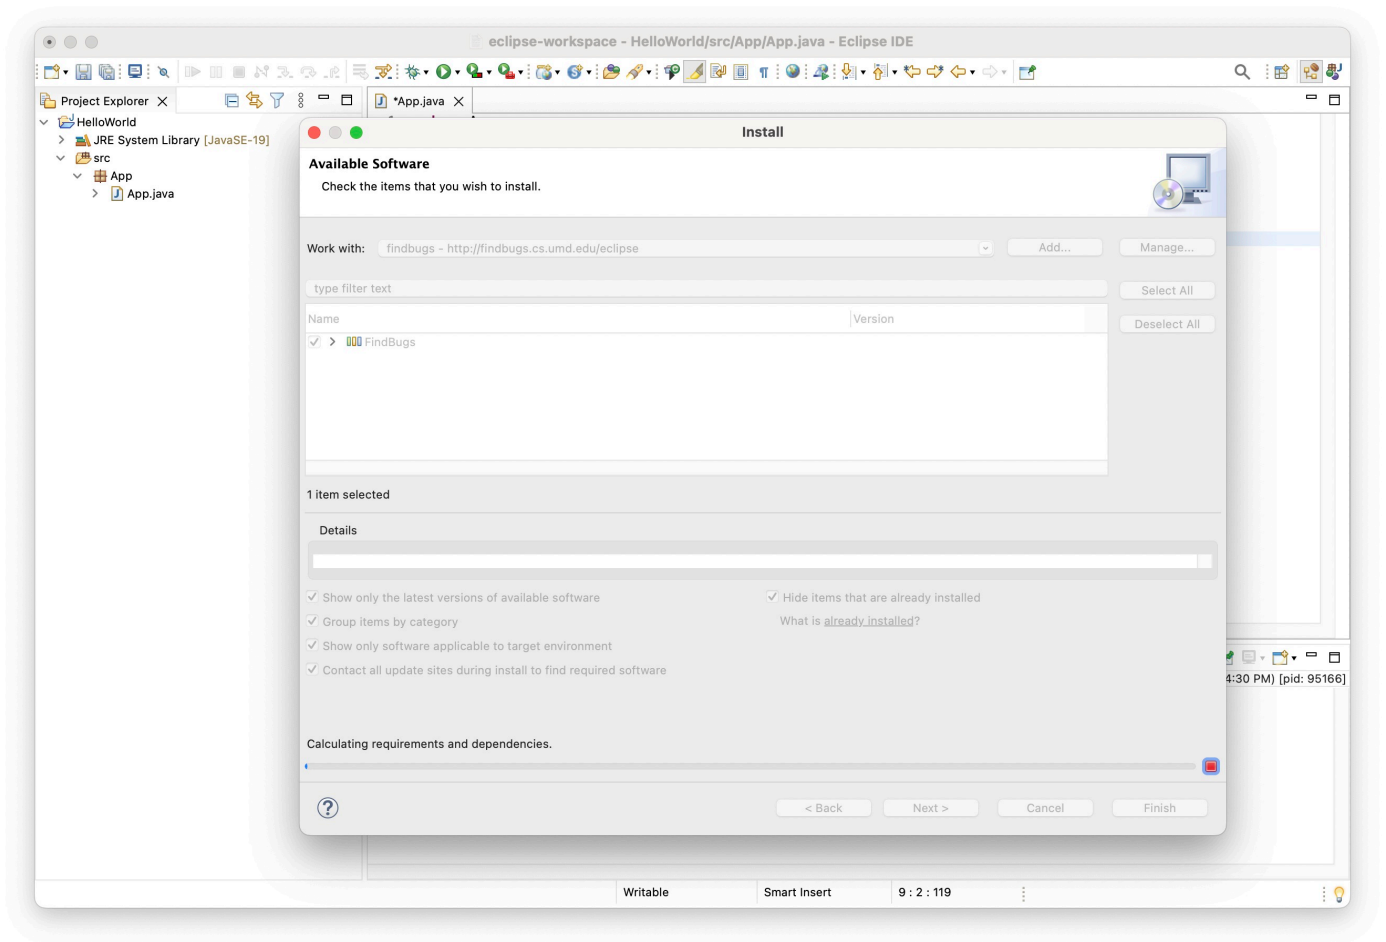 eclipse-workspace - HelloWorld/src/App/App.java - Eclipse IDE
Project Explorer
*App.java
HelloWorld
JRE System Library [JavaSE-19]
src
App
App.java
Install
Available Software
Check the items that you wish to install.
Work with:
findbugs - http://findbugs.cs.umd.edu/eclipse
Add...
Manage...
type filter text
Select All
Name
Version
Deselect All
FindBugs
1 item selected
Details
Show only the latest versions of available software
Hide items that are already installed
Group items by category
What is already installed?
Show only software applicable to target environment
Contact all update sites during install to find required software
4:30 PM) [pid: 95166]
Calculating requirements and dependencies.
< Back
Next >
Cancel
Finish
Writable
Smart Insert
9 : 2 : 119